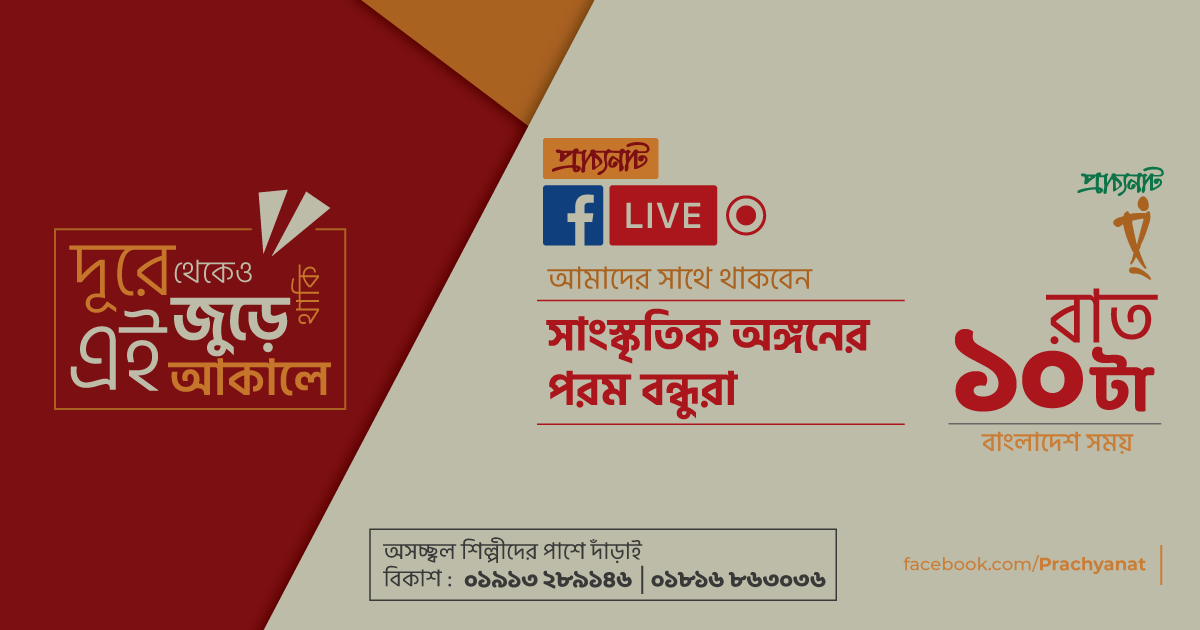 দূরে থেকেও
জুড়ে থাকি
এই আকালে
প্রাচ্যনাট
f LIVE
আমাদের সাথে থাকবেন
সাংস্কৃতিক অঙ্গনের
পরম বন্ধুরা
প্রাচ্যনাট
রাত
১০টা
বাংলাদেশ সময়
অসচ্ছ্বল শিল্পীদের পাশে দাঁড়াই
বিকাশ : ০১৯১৩ ২৮৯১৪৬ | ০১৮১৬ ৮৬৩০৩৬
facebook.com/Prachyanat